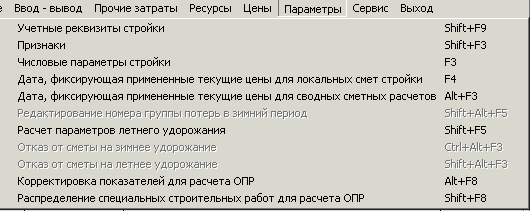 е Ввод - вывод Прочие затраты Ресурсы Цены Параметры Сервис Выход
Учетные реквизиты стройки Shift+F9
Признаки Shift+F3
Числовые параметры стройки F3
Дата, фиксирующая примененные текущие цены для локальных смет стройки F4
Дата, фиксирующая примененные текущие цены для сводных сметных расчетов Alt+F3
Редактирование номера группы потерь в зимний период Shift+Alt+F5
Расчет параметров летнего удорожания Shift+F5
Отказ от сметы на зимнее удорожание Ctrl+Alt+F3
Отказ от сметы на летнее удорожание Shift+Alt+F3
Корректировка показателей для расчета ОПР Alt+F8
Распределение специальных строительных работ для расчета ОПР Shift+F8